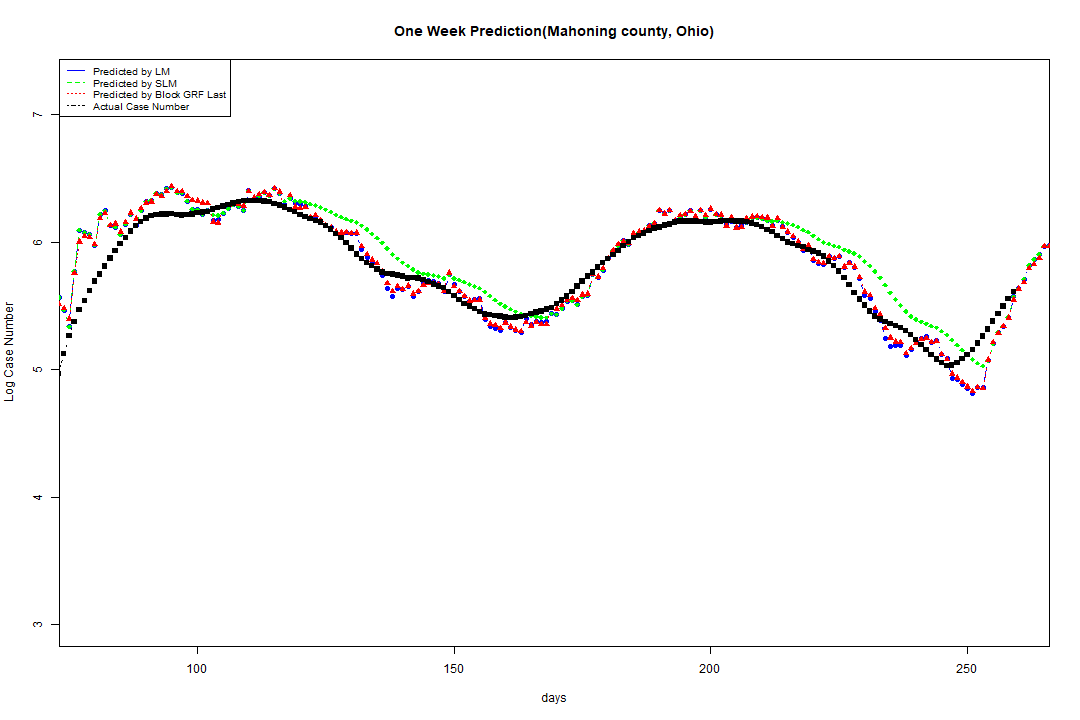 One Week Prediction(Mahoning county, Ohio)
Predicted by LM
Predicted by SLM
Predicted by Block GRF Last
Actual Case Number
7
6
5
4
3
Log Case Number
100 150 200 250
days